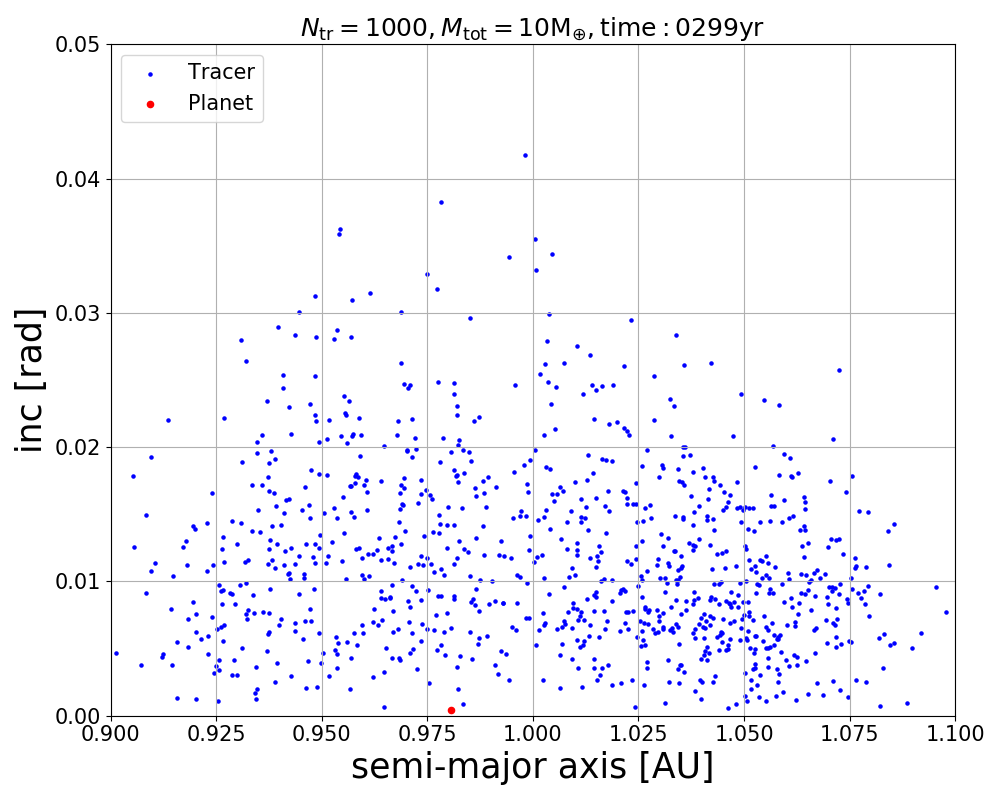 N_tr = 1000, M_tot = 10M_⊕, time : 0299yr
Tracer
Planet
0.05
0.04
0.03
0.02
0.01
0.00
inc [rad]
0.900 0.925 0.950 0.975 1.000 1.025 1.050 1.075 1.100
semi-major axis [AU]